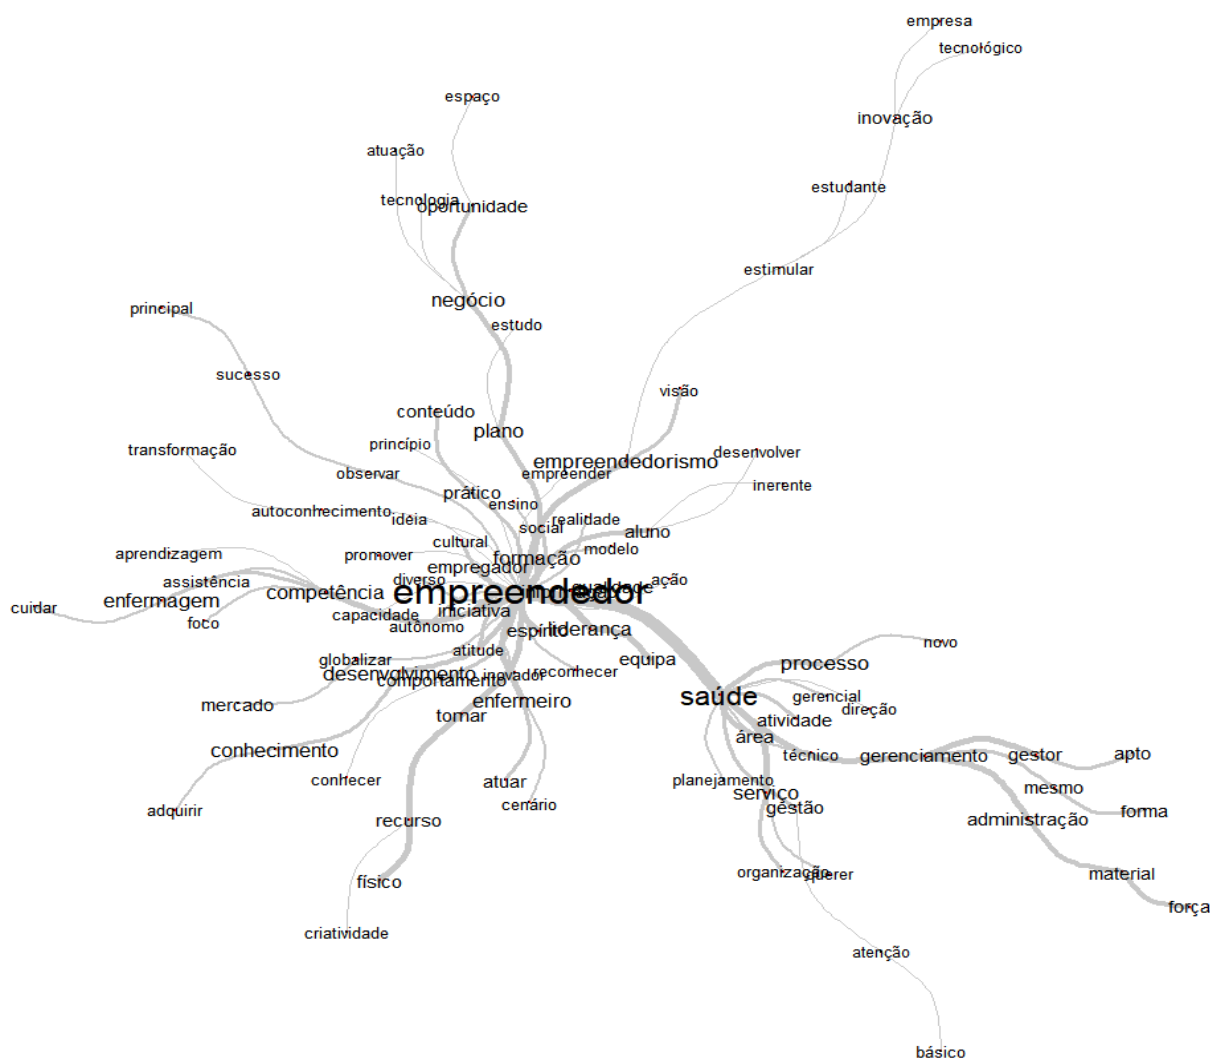 empresa
tecnológico
espaço
inovação
atuação
estudante
tecnologia
oportunidade
estimular
negócio
principal
estudo
sucesso
visão
conteúdo
plano
princípio
transformação
desenvolver
empreendedorismo
observar
empreender
inerente
prático
ensino
autoconhecimento
idéia
social
realidade
aluno
cultural
modelo
aprendizagem
promover
formação
empregador
assistência
diverso
ação
qualidade
cuidar
enfermagem
competência
empreendedor
foco
capacidade
iniciativa
autônomo
espírito
liderança
novo
atitude
globalizar
equipa
processo
desenvolvimento
comportamento
inovador
reconhecer
saúde
gerencial
mercado
tornar
enfermeiro
direção
atividade
área
conhecimento
técnico
gerenciamento
gestor
apto
conhecer
atuar
planejamento
mesmo
serviço
cenário
gestão
adquirir
forma
recurso
administração
físico
organização
querer
material
força
criatividade
atenção
básico